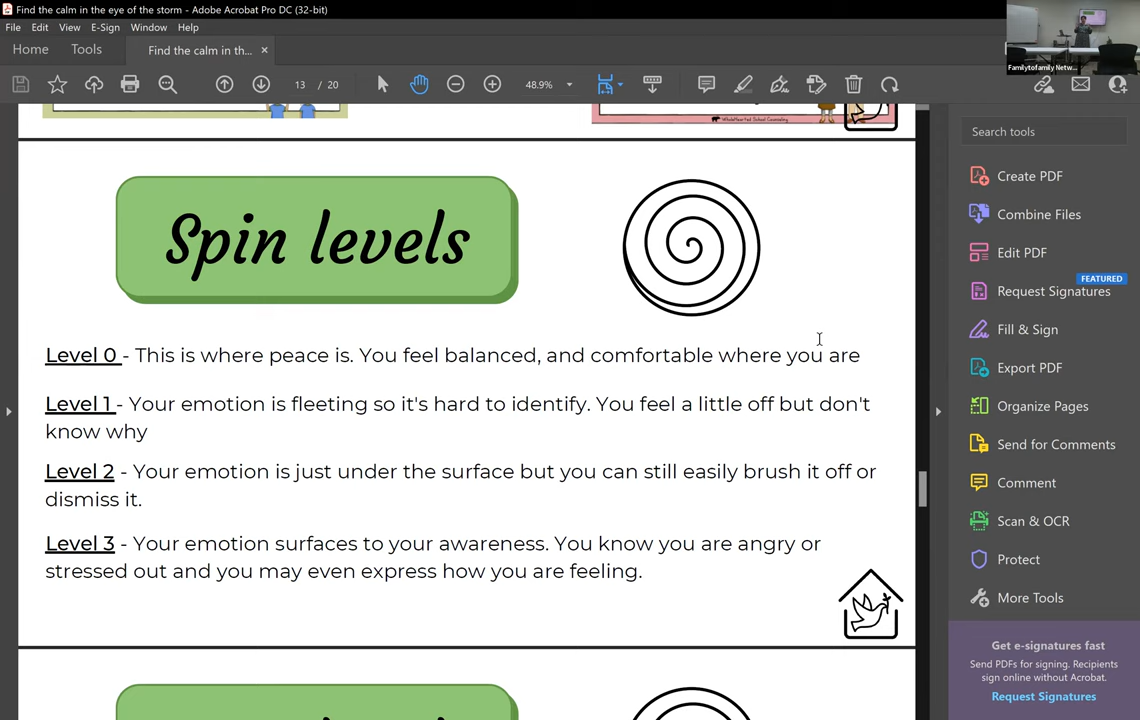 Find the calm in the eye of the storm - Adobe Acrobat Pro DC (32-bit)
File Edit View E-Sign Window Help
Home Tools Find the calm in th... ×
13 / 20 48.9%
Familytofamily Netw...
WholeHearted School Counseling
Spin levels
Level 0 - This is where peace is. You feel balanced, and comfortable where you are
Level 1 - Your emotion is fleeting so it's hard to identify. You feel a little off but don't
know why
Level 2 - Your emotion is just under the surface but you can still easily brush it off or
dismiss it.
Level 3 - Your emotion surfaces to your awareness. You know you are angry or
stressed out and you may even express how you are feeling.
Search tools
Create PDF
Combine Files
Edit PDF
FEATURED
Request Signatures
Fill & Sign
Export PDF
Organize Pages
Send for Comments
Comment
Scan & OCR
Protect
More Tools
Get e-signatures fast
Send PDFs for signing. Recipients
sign online without Acrobat.
Request Signatures